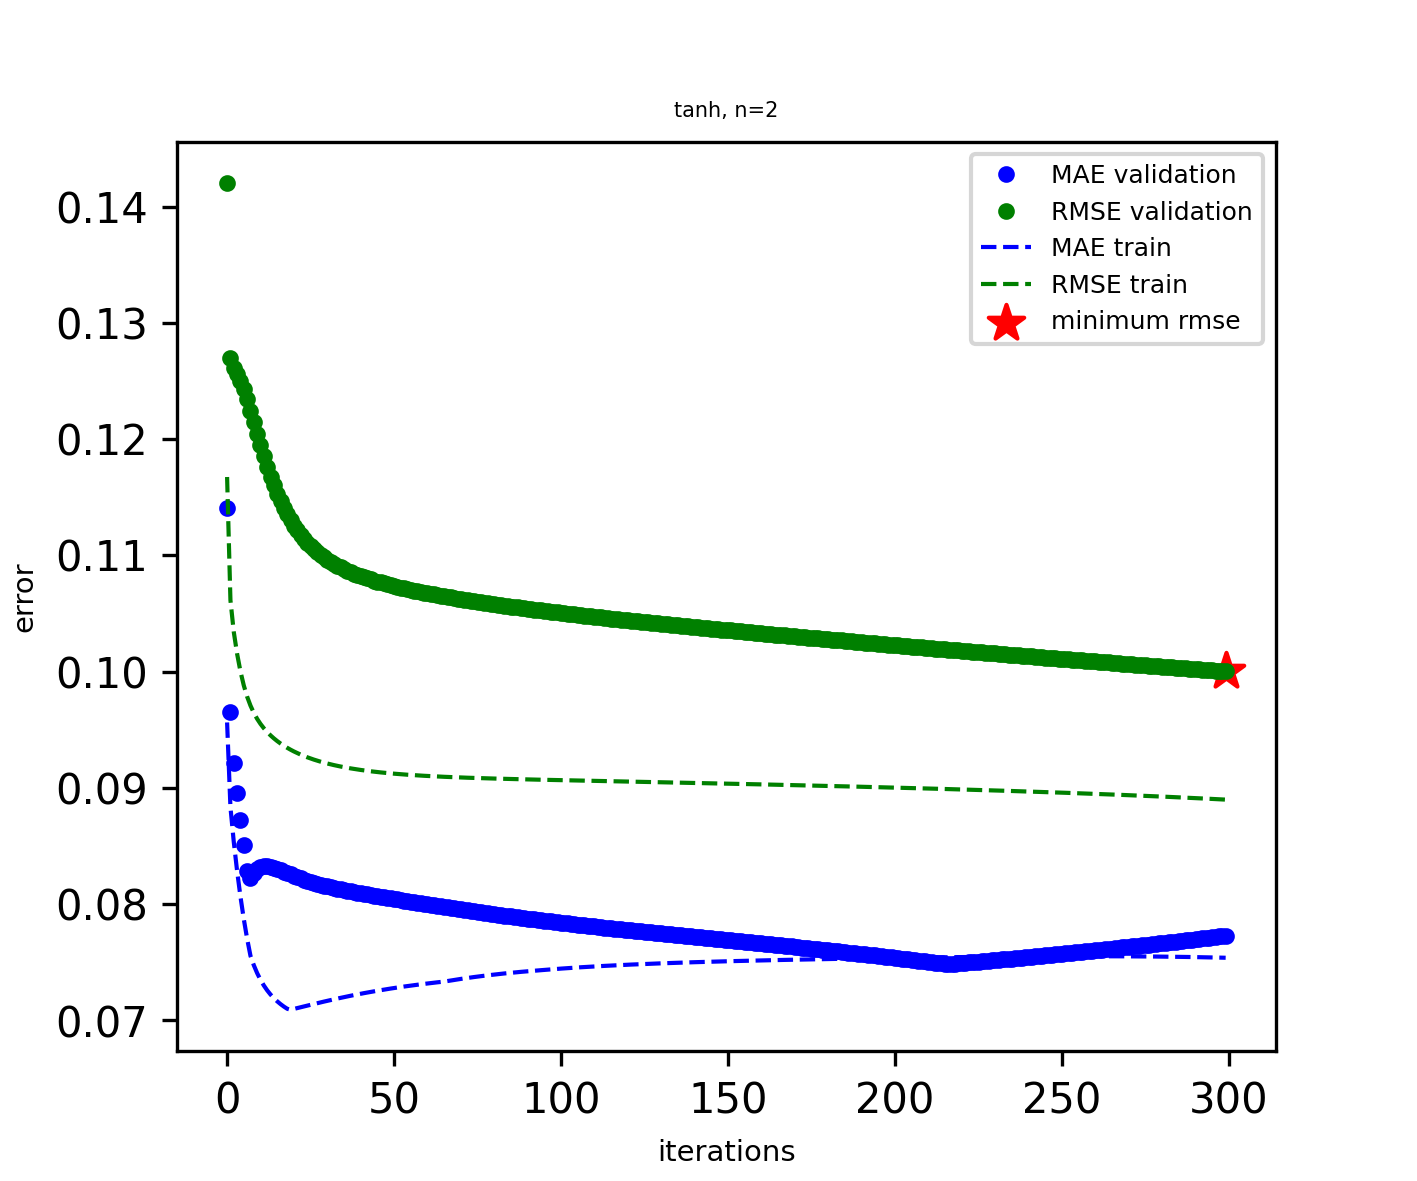 tanh, n=2
MAE validation
RMSE validation
MAE train
RMSE train
minimum rmse
error
0.14
0.13
0.12
0.11
0.10
0.09
0.08
0.07
0 50 100 150 200 250 300
iterations